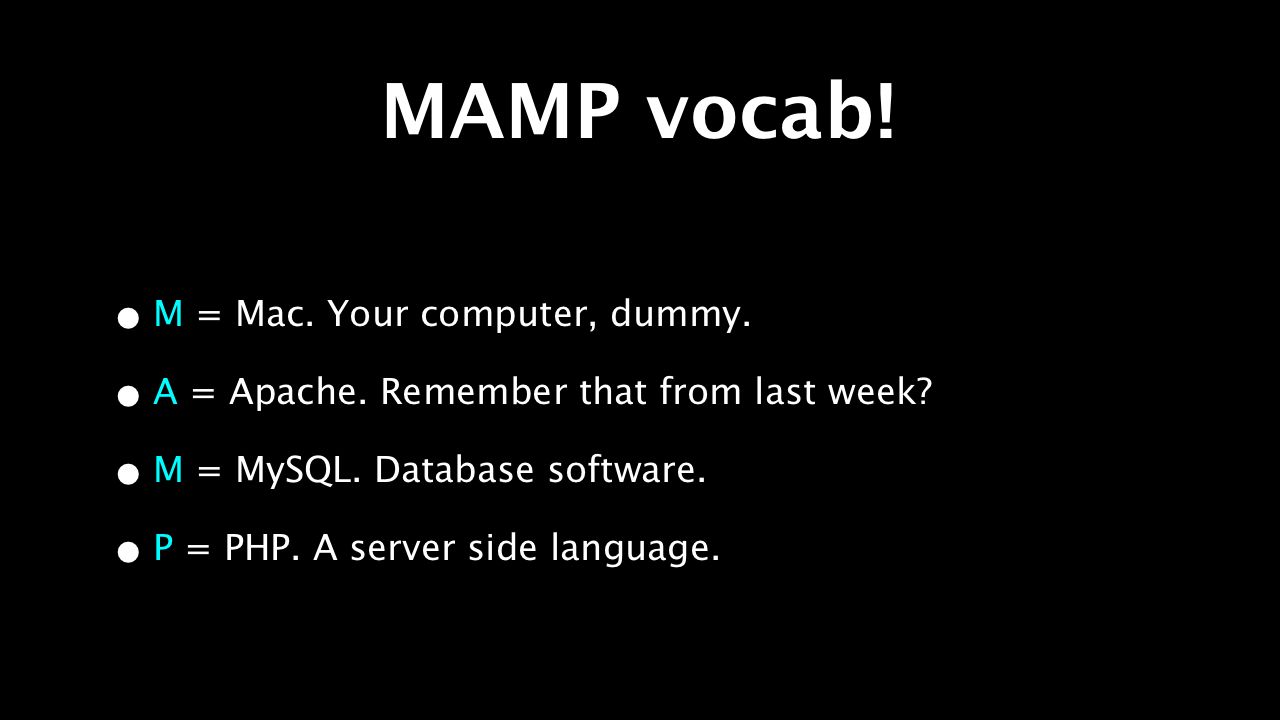 MAMP vocab!
• M = Mac. Your computer, dummy.
• A = Apache. Remember that from last week?
• M = MySQL. Database software.
• P = PHP. A server side language.